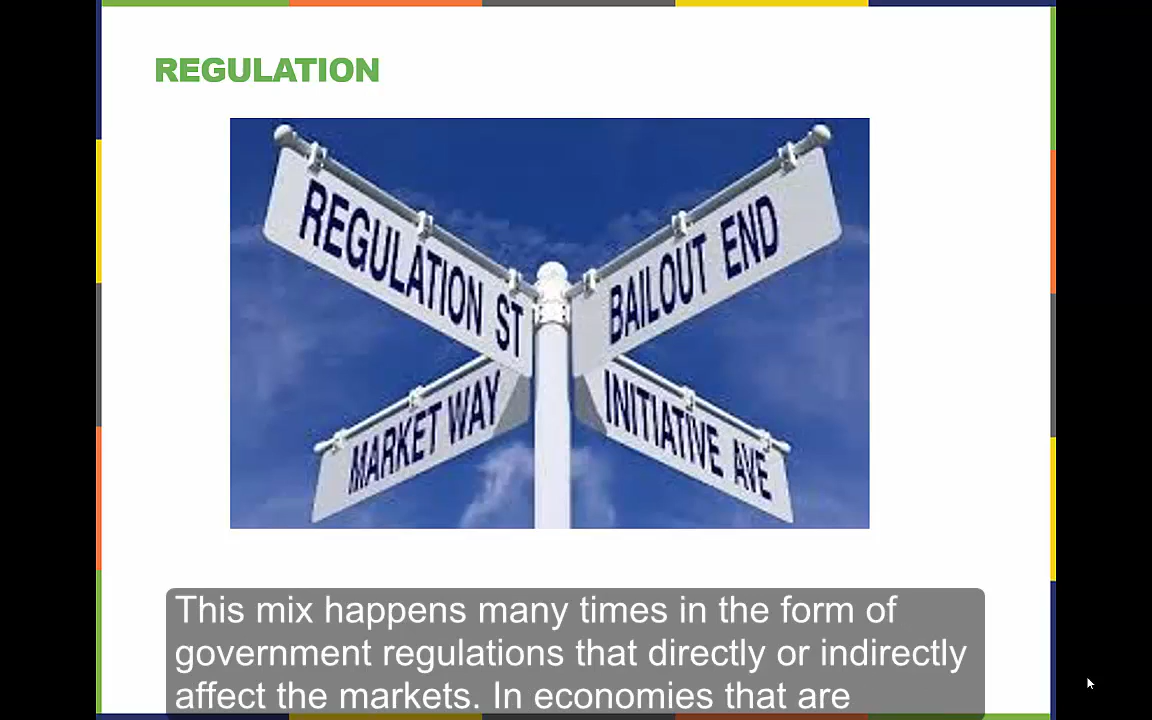 REGULATION
REGULATION ST
BAILOUT END
MARKET WAY
INITIATIVE AVE
This mix happens many times in the form of
government regulations that directly or indirectly
affect the markets. In economies that are